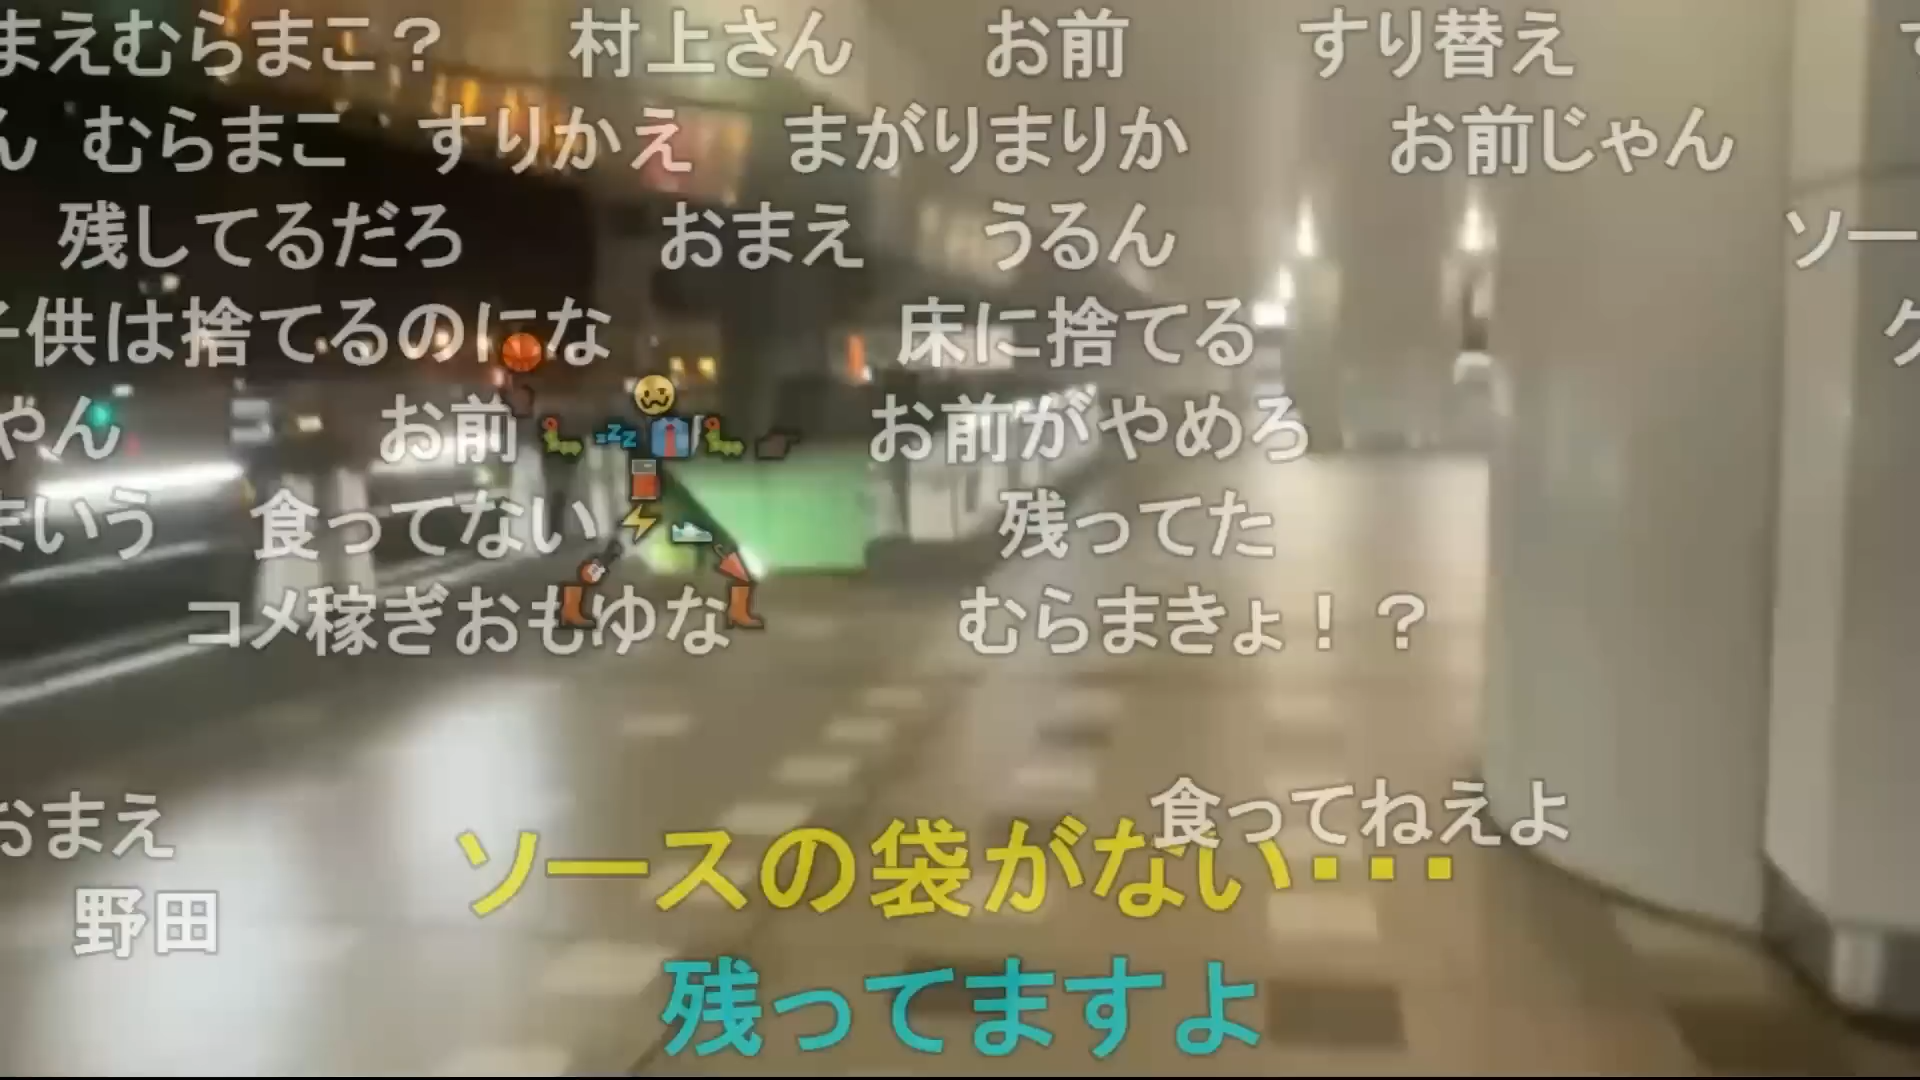 まえむらまこ？ 村上さん お前 すり替え
ん むらまこ すりかえ まがりまりか お前じゃん
残してるだろ おまえ うるん ソー
子供は捨てるのにな 床に捨てる
やん お前 zzz お前がやめろ
まいう 食ってない 残ってた
コメ稼ぎおもゆな むらまきょ！？
おまえ 食ってねえよ
ソースの袋がない・・・
野田
残ってますよ